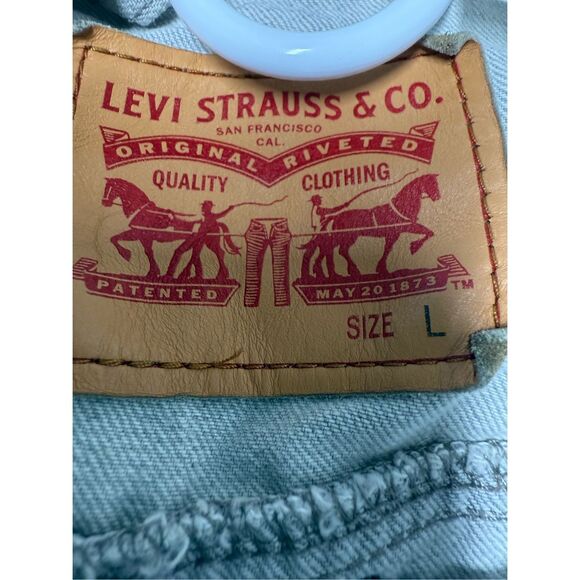 LEVI STRAUSS & CO.
SAN FRANCISCO
CAL.
ORIGINAL RIVETED
QUALITY CLOTHING
PATENTED MAY 20 1873 TM
SIZE L